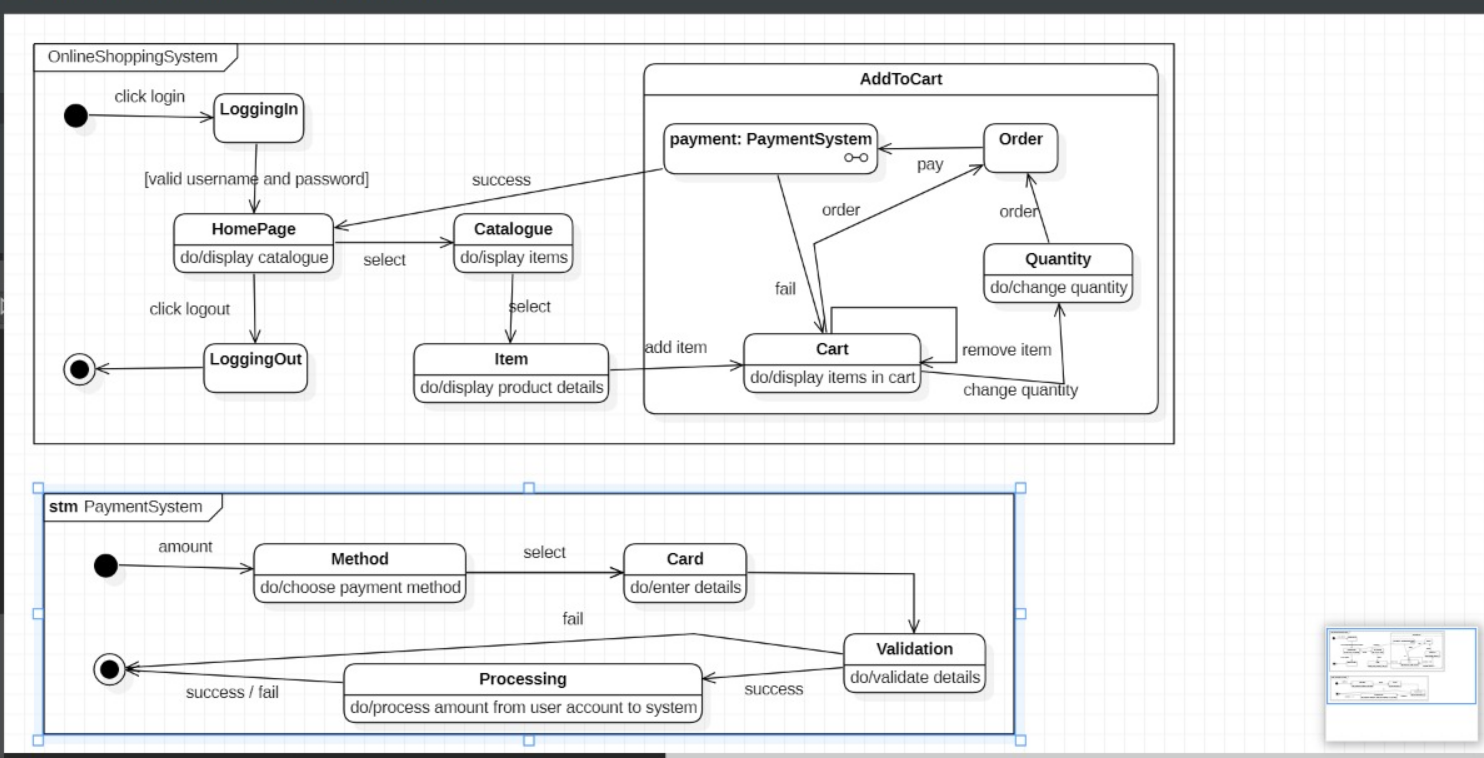 OnlineShoppingSystem
click login
LoggingIn
[valid username and password]
HomePage
do/display catalogue
click logout
LoggingOut
select
Catalogue
do/isplay items
select
Item
do/display product details
success
add item
AddToCart
payment: PaymentSystem
pay
Order
order
order
Quantity
do/change quantity
fail
Cart
do/display items in cart
remove item
change quantity
stm PaymentSystem
amount
Method
do/choose payment method
select
Card
do/enter details
fail
Validation
do/validate details
success
Processing
do/process amount from user account to system
success / fail